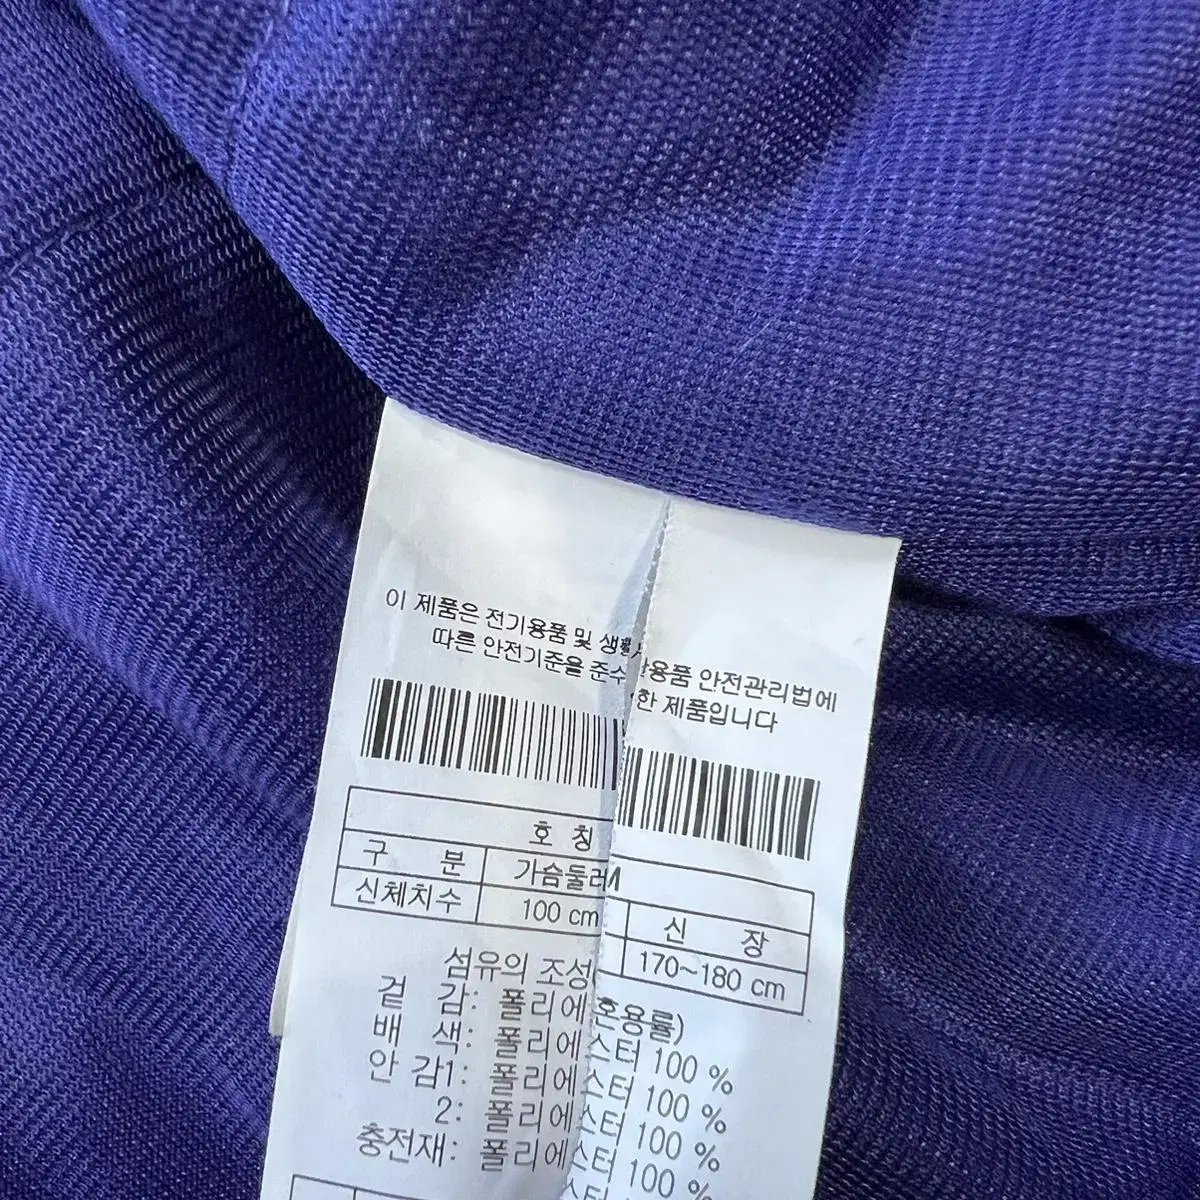 이 제품은 전기용품 및 생활용품 안전관리법에
따른 안전기준을 준수한 제품입니다
호 칭
구 분 가슴둘레 신 장
신체치수 100 cm 170~180 cm
섬유의 조성 혼용률)
겉 감: 폴리에스터 100 %
배 색: 폴리에스터 100 %
안 감1: 폴리에스터 100 %
2: 폴리에스터 100 %
충전재: 폴리에스터 100 %